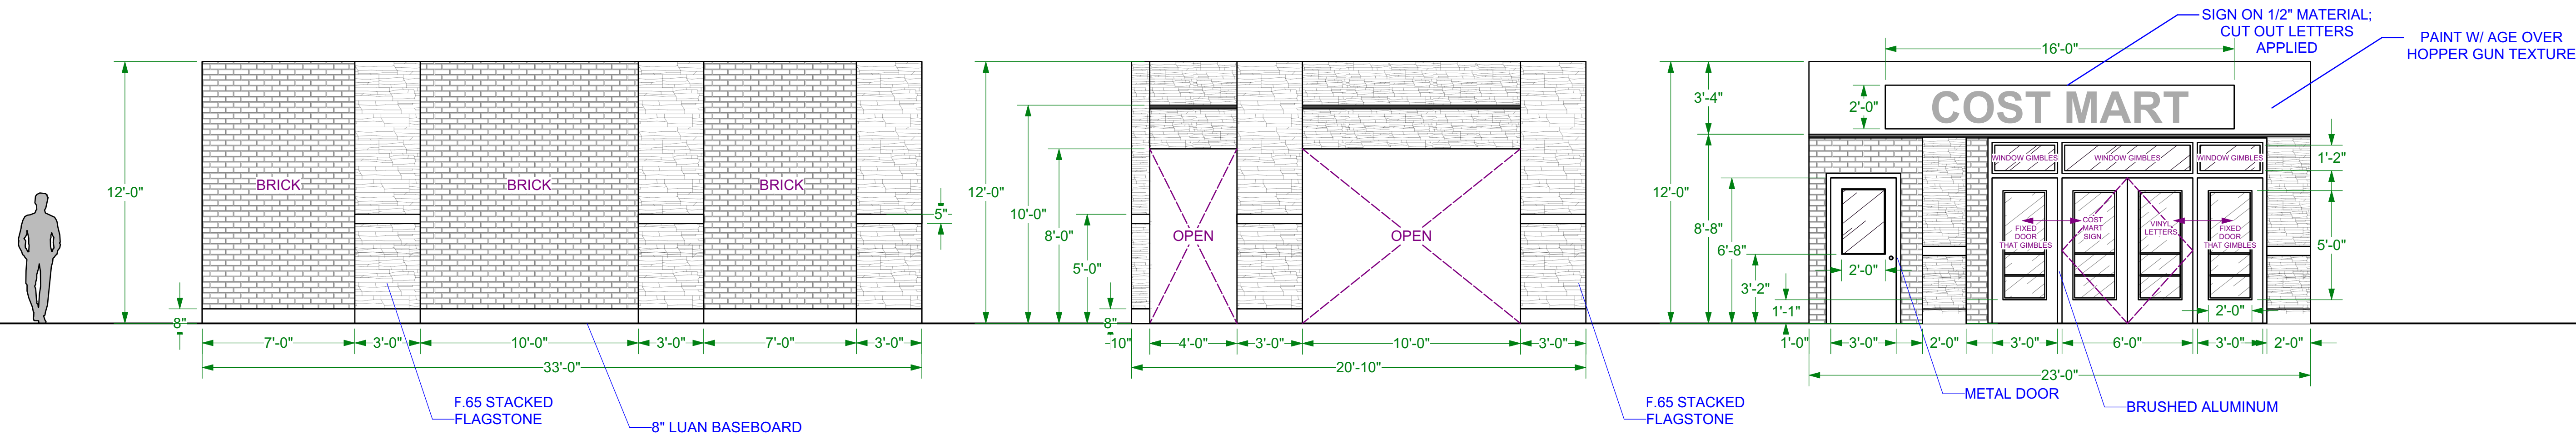 12'-0"
8"
BRICK
BRICK
BRICK
5"
7'-0"
3'-0"
10'-0"
3'-0"
7'-0"
3'-0"
33'-0"
F.65 STACKED
FLAGSTONE
8" LUAN BASEBOARD
12'-0"
10'-0"
8'-0"
5'-0"
8"
OPEN
OPEN
10"
4'-0"
3'-0"
10'-0"
3'-0"
20'-10"
F.65 STACKED
FLAGSTONE
SIGN ON 1/2" MATERIAL;
CUT OUT LETTERS
APPLIED
PAINT W/ AGE OVER
HOPPER GUN TEXTURE
16'-0"
2'-0"
COST MART
12'-0"
3'-4"
8'-8"
6'-8"
3'-2"
1'-1"
2'-0"
WINDOW GIMBLES
WINDOW GIMBLES
WINDOW GIMBLES
FIXED
DOOR
THAT GIMBLES
COST
MART
SIGN
VINYL
LETTERS
FIXED
DOOR
THAT GIMBLES
1'-2"
5'-0"
2'-0"
1'-0"
3'-0"
2'-0"
3'-0"
6'-0"
3'-0"
2'-0"
23'-0"
METAL DOOR
BRUSHED ALUMINUM